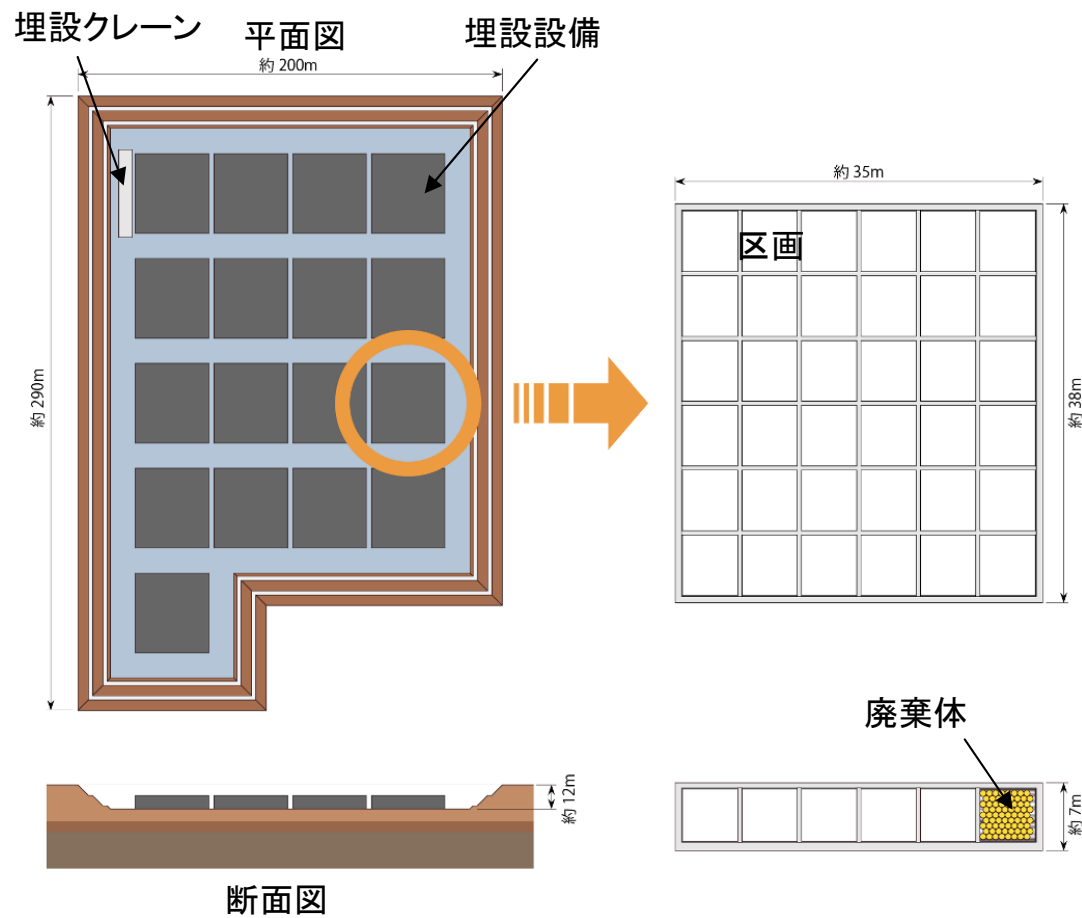 埋設クレーン
平面図
埋設設備
約 200m
約 290m
約 35m
区画
約 38m
廃棄体
約 12m
約 7m
断面図